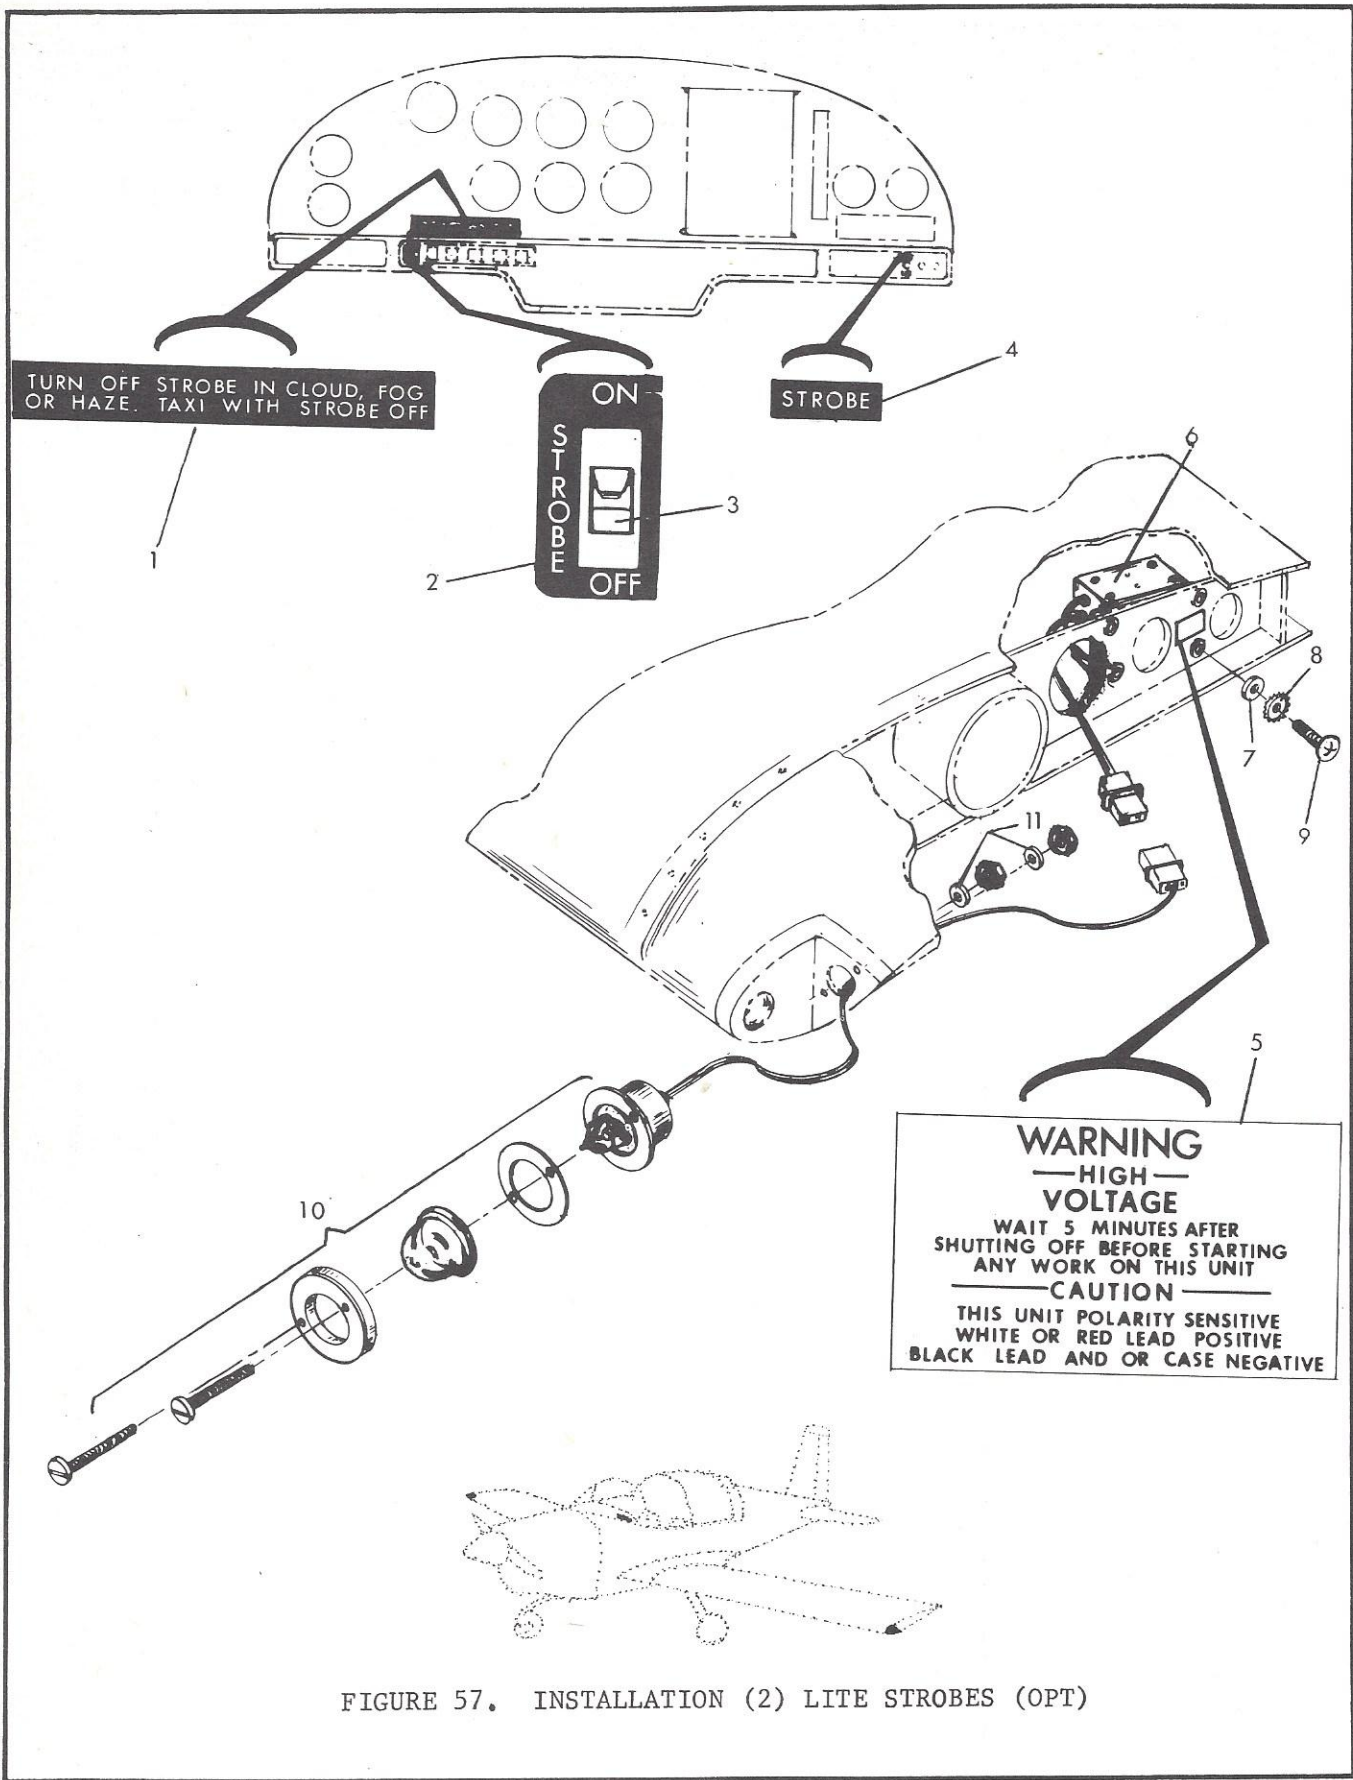 TURN OFF STROBE IN CLOUD, FOG
OR HAZE. TAXI WITH STROBE OFF
1
ON
STROBE
OFF
2
3
STROBE
4
6
7
8
9
11
10
5
WARNING
HIGH
VOLTAGE
WAIT 5 MINUTES AFTER
SHUTTING OFF BEFORE STARTING
ANY WORK ON THIS UNIT
CAUTION
THIS UNIT POLARITY SENSITIVE
WHITE OR RED LEAD POSITIVE
BLACK LEAD AND OR CASE NEGATIVE
FIGURE 57. INSTALLATION (2) LITE STROBES (OPT)